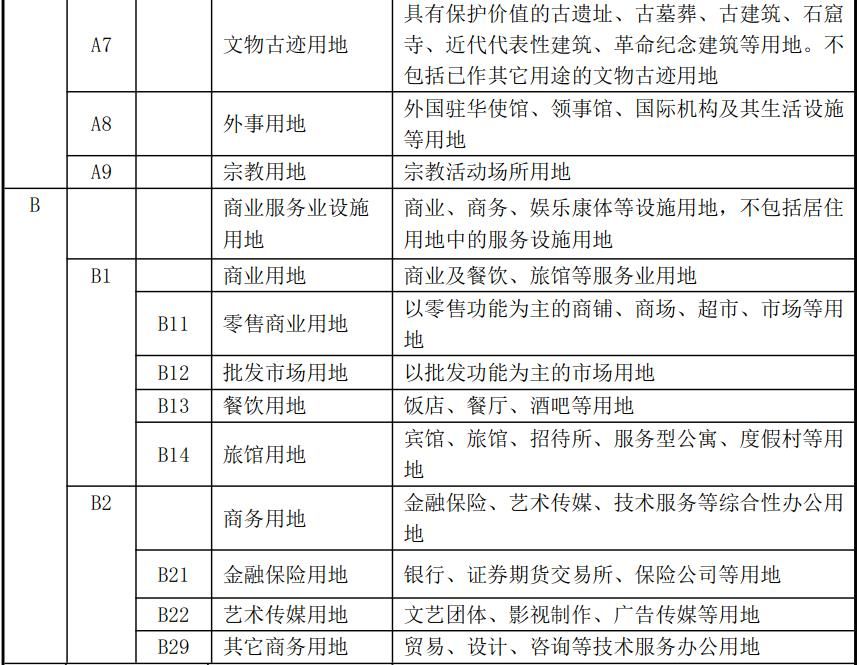 A7 文物古迹用地 具有保护价值的古遗址、古墓葬、古建筑、石窟
寺、近代代表性建筑、革命纪念建筑等用地。不
包括已作其它用途的文物古迹用地
A8 外事用地 外国驻华使馆、领事馆、国际机构及其生活设施
等用地
A9 宗教用地 宗教活动场所用地
B 商业服务业设施 商业、商务、娱乐康体等设施用地，不包括居住
用地 用地中的服务设施用地
B1 商业用地 商业及餐饮、旅馆等服务业用地
B11 零售商业用地 以零售功能为主的商铺、商场、超市、市场等用
地
B12 批发市场用地 以批发功能为主的市场用地
B13 餐饮用地 饭店、餐厅、酒吧等用地
B14 旅馆用地 宾馆、旅馆、招待所、服务型公寓、度假村等用
地
B2 商务用地 金融保险、艺术传媒、技术服务等综合性办公用
地
B21 金融保险用地 银行、证券期货交易所、保险公司等用地
B22 艺术传媒用地 文艺团体、影视制作、广告传媒等用地
B29 其它商务用地 贸易、设计、咨询等技术服务办公用地